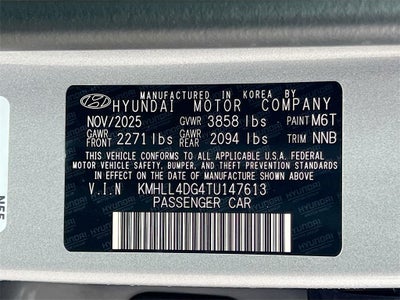 MANUFACTURED IN KOREA BY
HYUNDAI MOTOR COMPANY
NOV/2025 GVWR 3858 lbs PAINT M6T
GAWR FRONT 2271 lbs GAWR REAR 2094 lbs TRIM NNB
THIS VEHICLE CONFORMS TO ALL APPLICABLE U.S.A. FEDERAL
MOTOR VEHICLE SAFETY, BUMPER, AND THEFT PREVENTION
STANDARDS IN EFFECT ON THE DATE OF MANUFACTURE SHOWN ABOVE.
V.I.N KMHLL4DG4TU147613
PASSENGER CAR